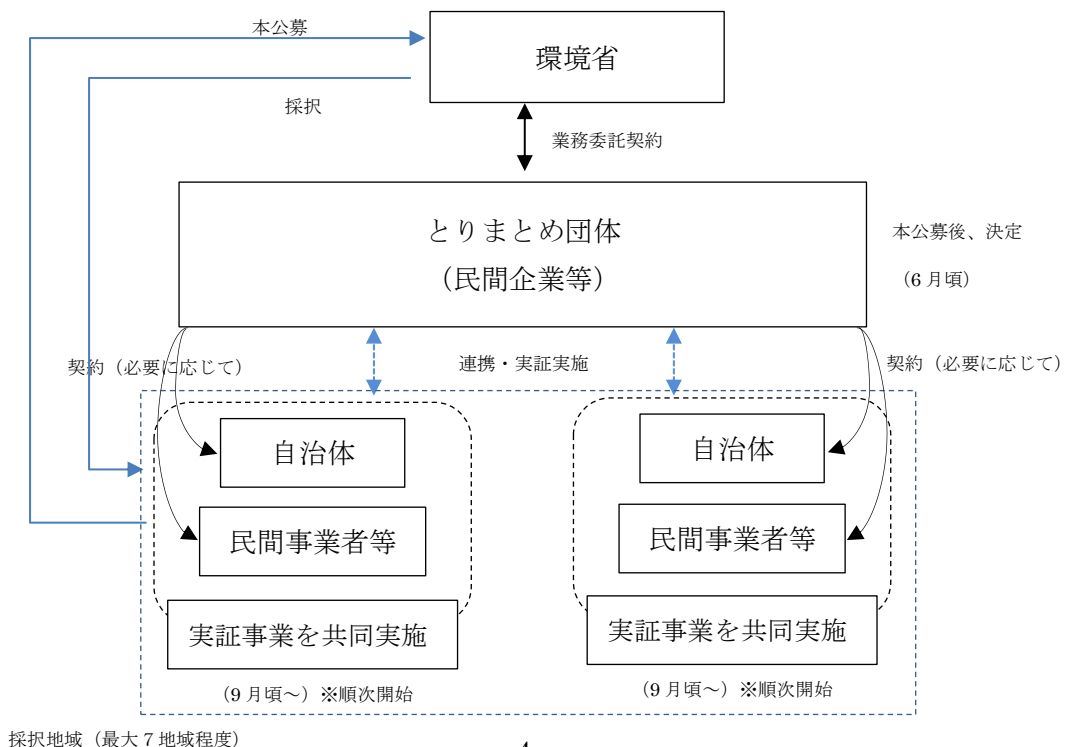 本公募
環境省
採択
業務委託契約
とりまとめ団体
（民間企業等）
本公募後、決定
（6 月頃）
契約（必要に応じて）
連携・実証実施
契約（必要に応じて）
自治体
自治体
民間事業者等
民間事業者等
実証事業を共同実施
実証事業を共同実施
（9 月頃～）※順次開始
（9 月頃～）※順次開始
採択地域（最大 7 地域程度）